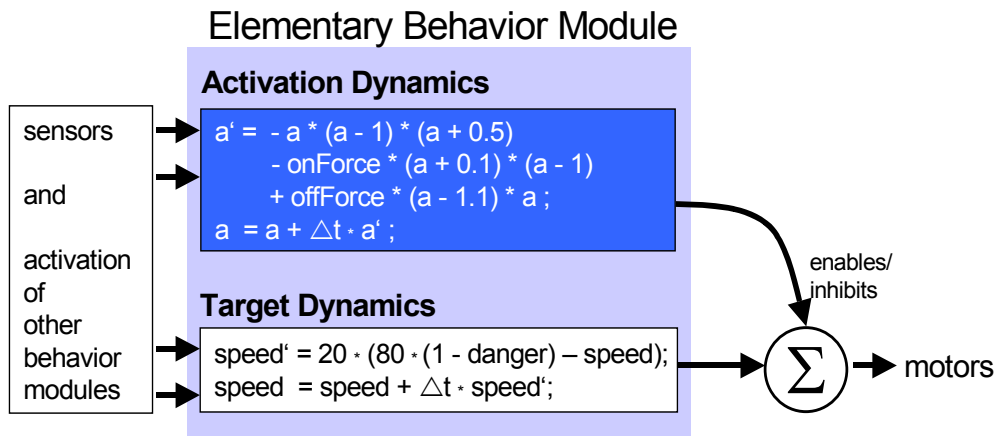 Elementary Behavior Module
sensors
and
activation
of
other
behavior
modules
Activation Dynamics
a‘ = - a * (a - 1) * (a + 0.5)
- onForce * (a + 0.1) * (a - 1)
+ offForce * (a - 1.1) * a ;
a = a + △t * a‘ ;
Target Dynamics
speed‘ = 20 * (80 * (1 - danger) – speed);
speed = speed + △t * speed‘;
enables/
inhibits
Σ
motors